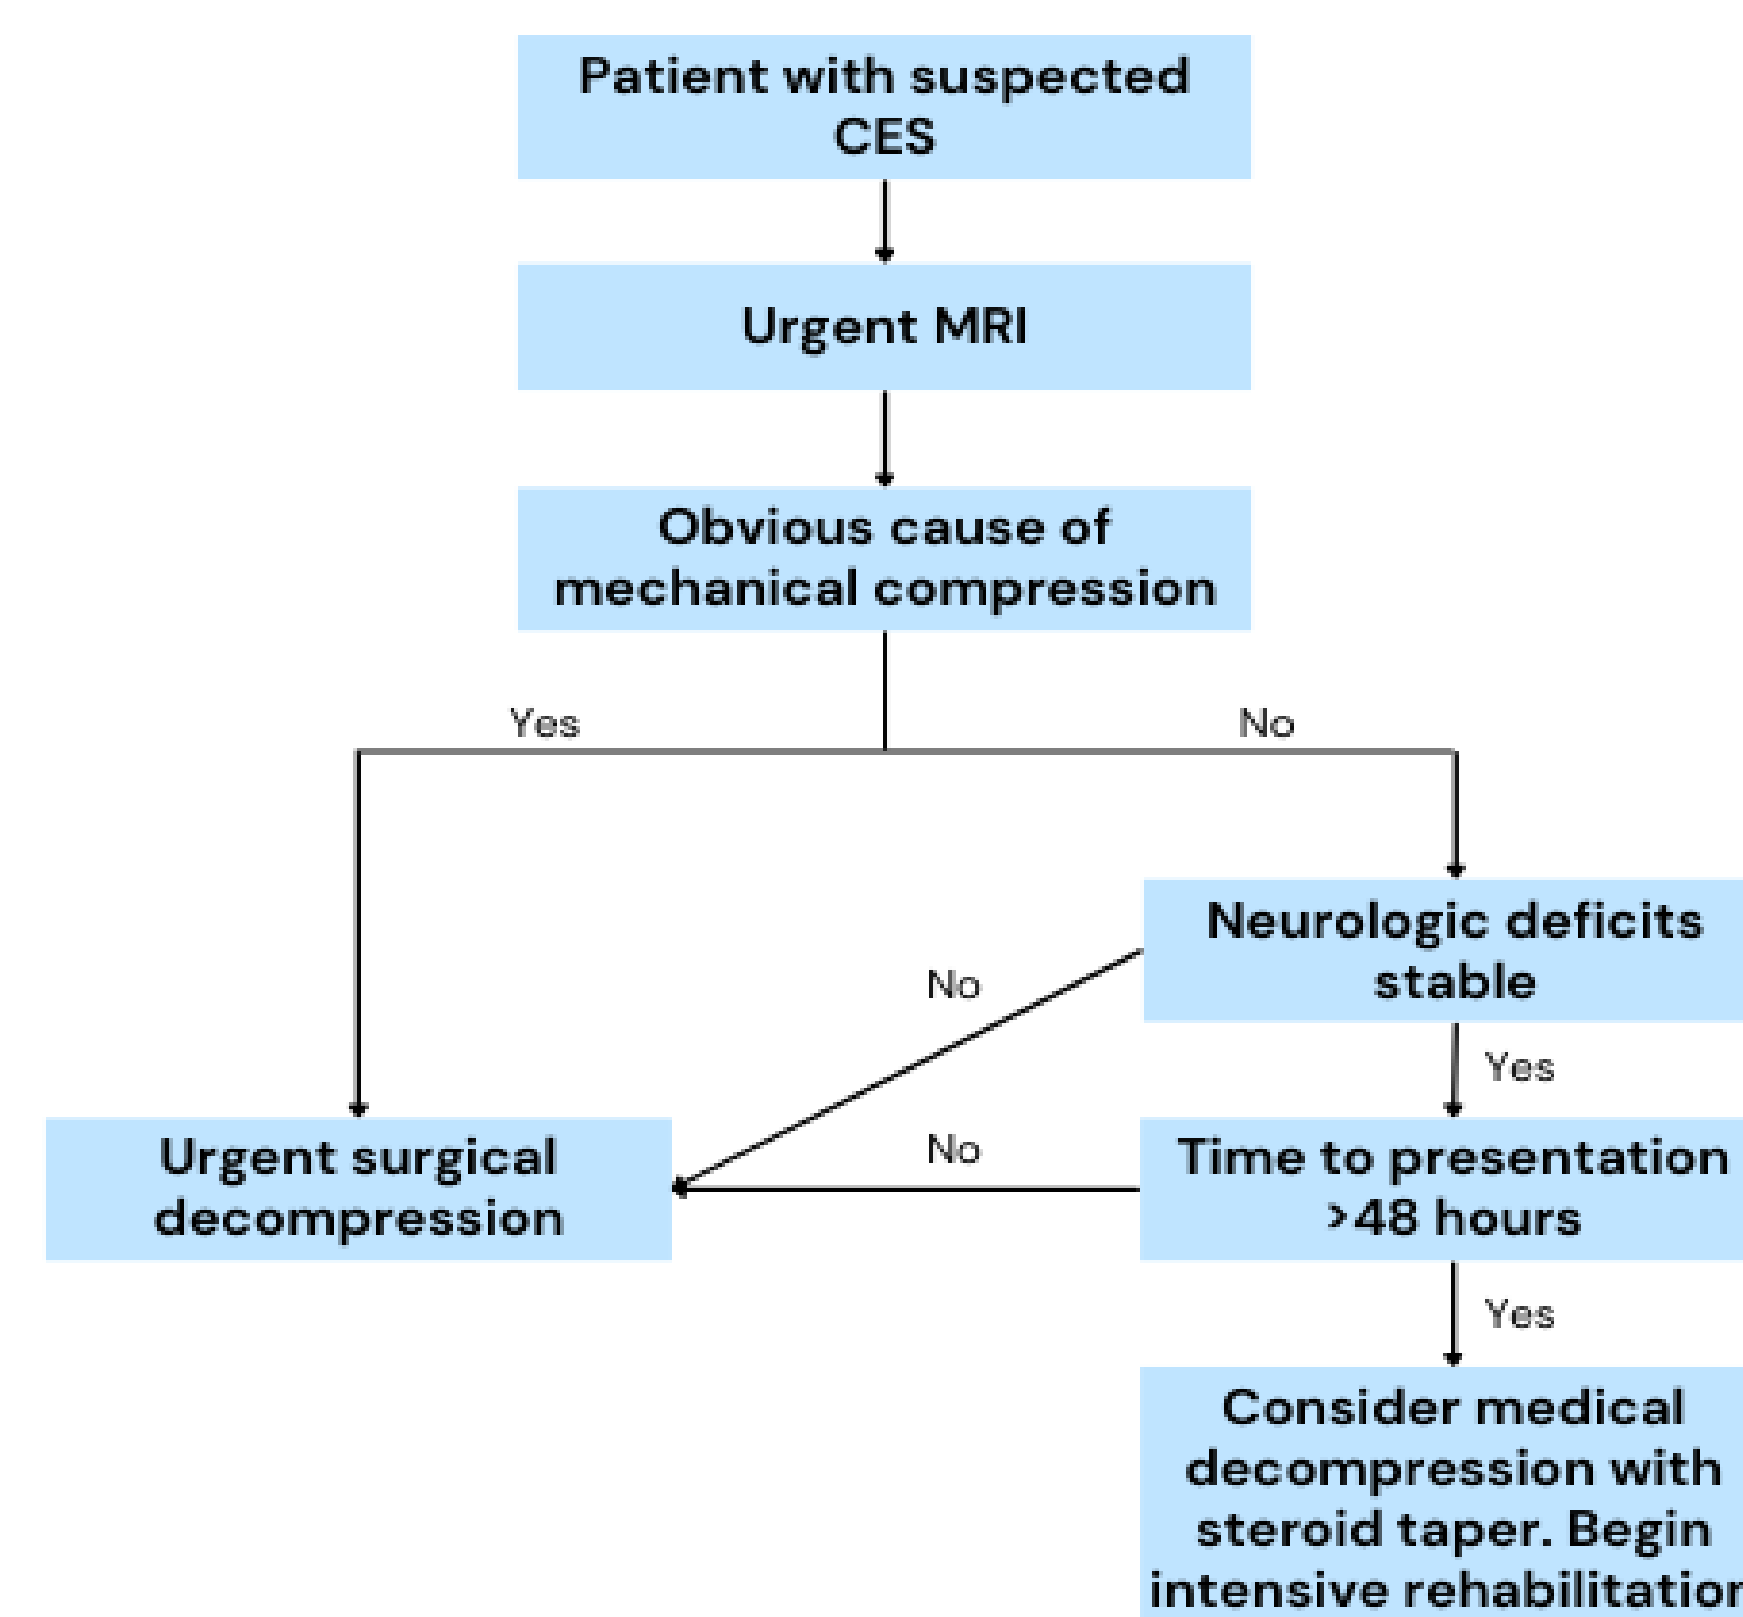 Patient with suspected
CES
Urgent MRI
Obvious cause of
mechanical compression
Yes
No
Neurologic deficits
stable
No
Yes
Urgent surgical
decompression
No
Time to presentation
>48 hours
Yes
Consider medical
decompression with
steroid taper. Begin
intensive rehabilitation